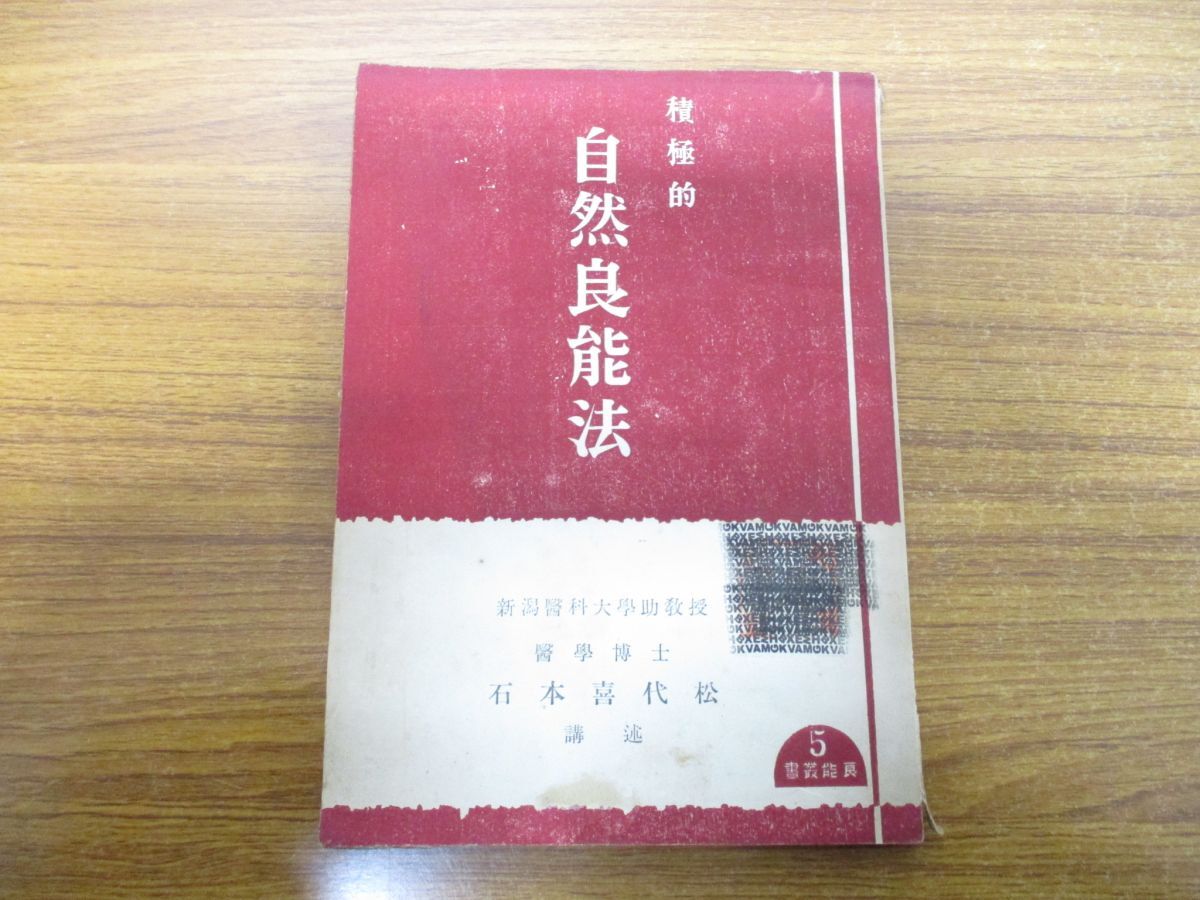 積極的
自然良能法
新潟醫科大學助教授
醫學博士
石本喜代松
講述
5
書叢能良